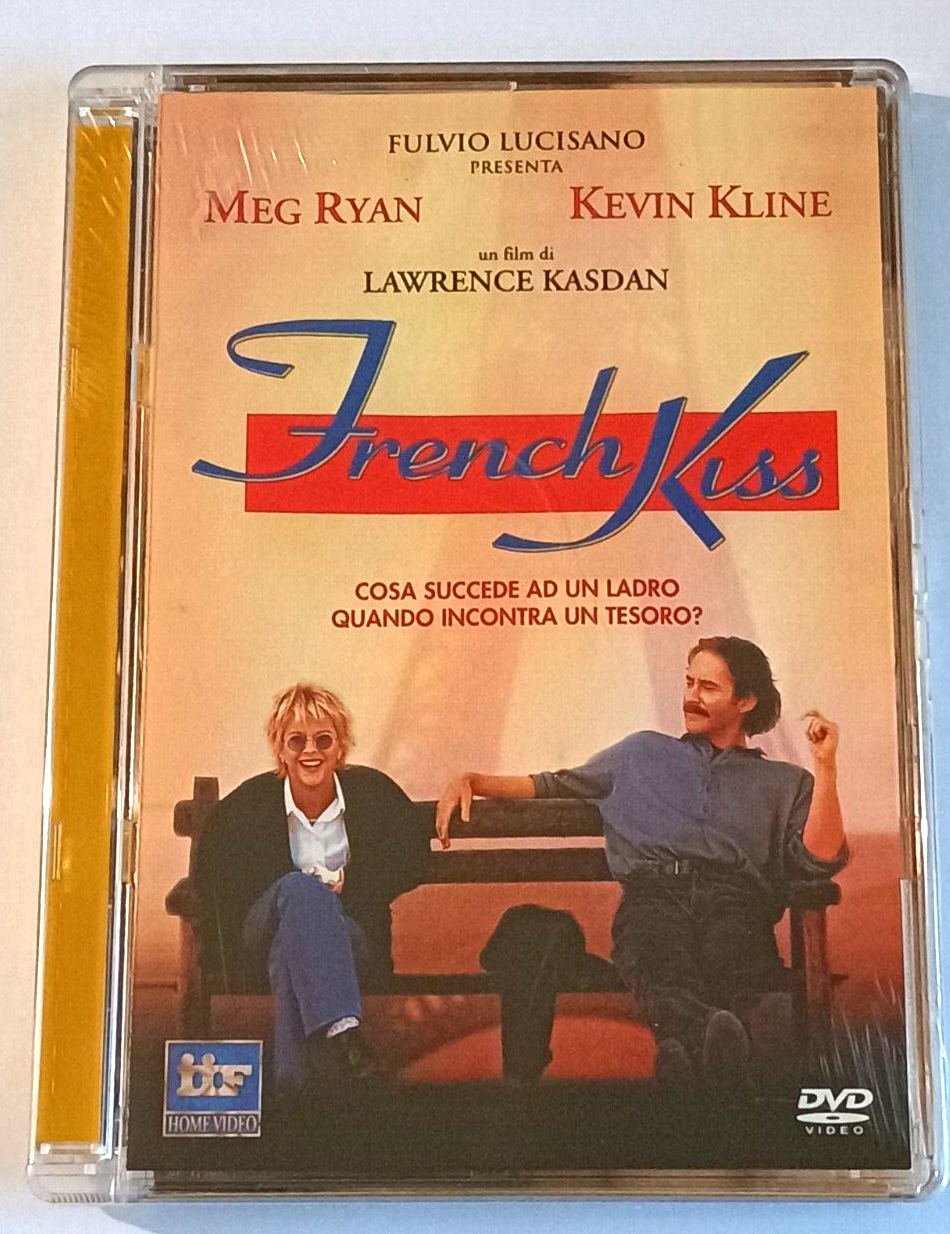 FULVIO LUCISANO
PRESENTA
MEG RYAN KEVIN KLINE
un film di
LAWRENCE KASDAN
French Kiss
COSA SUCCEDE AD UN LADRO
QUANDO INCONTRA UN TESORO?
IIF
HOME VIDEO
DVD
VIDEO